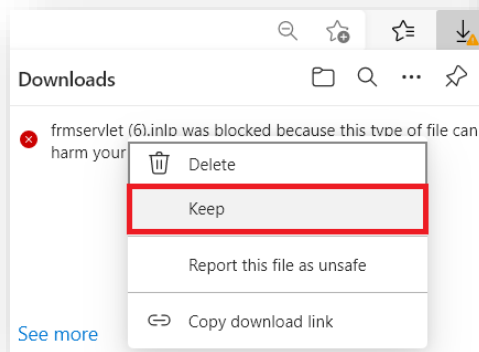 Downloads
frmservlet (6).jnlp was blocked because this type of file can
harm your
Delete
Keep
Report this file as unsafe
Copy download link
See more